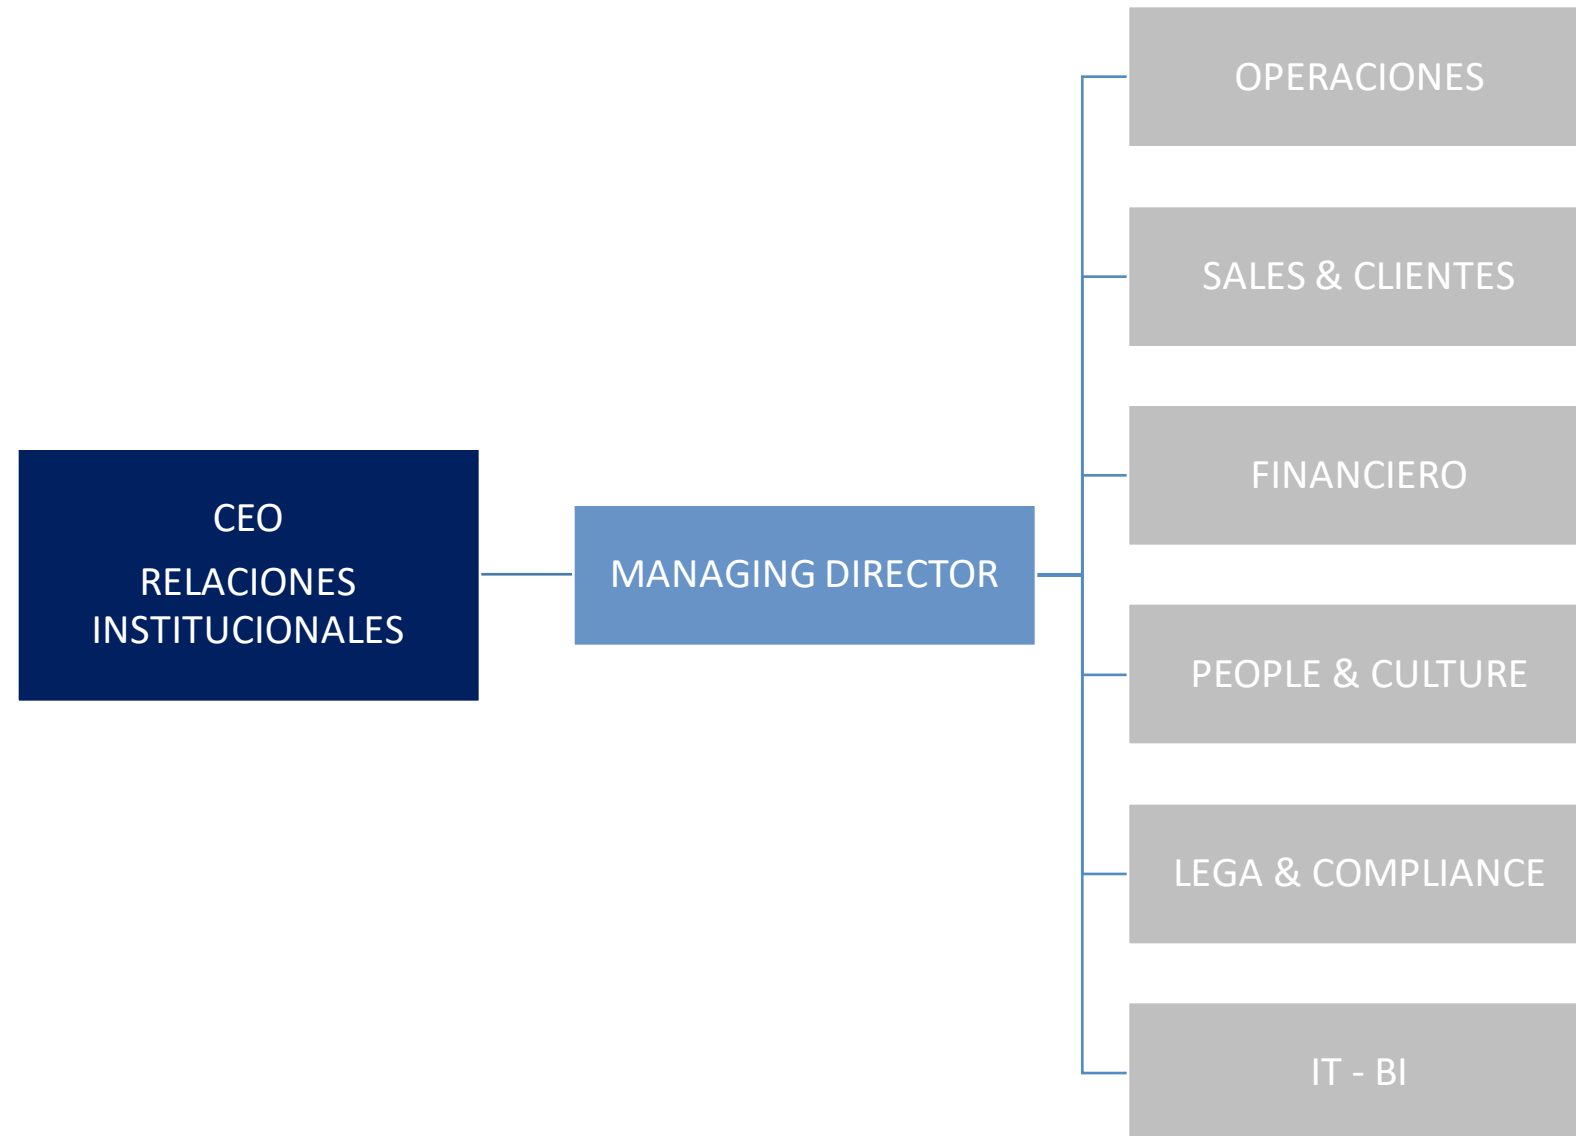 CEO
RELACIONES
INSTITUCIONALES
MANAGING DIRECTOR
OPERACIONES
SALES & CLIENTES
FINANCIERO
PEOPLE & CULTURE
LEGA & COMPLIANCE
IT - BI